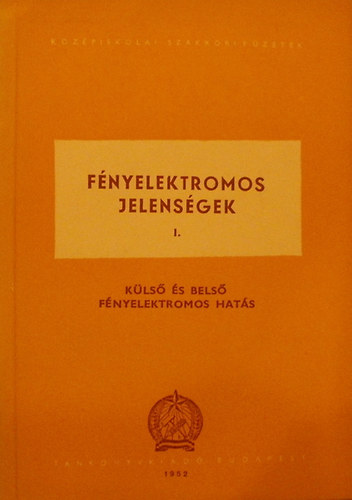 KÖZÉPISKOLAI SZAKKÖRI FÜZETEK
FÉNYELEKTROMOS
JELENSÉGEK
I.
KÜLSŐ ÉS BELSŐ
FÉNYELEKTROMOS HATÁS
TANKÖNYVKIADÓ BUDAPEST
1952